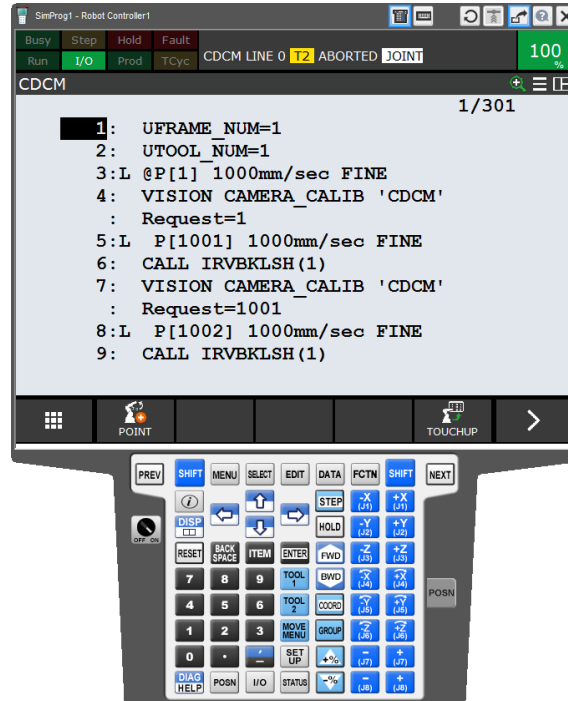 SimProg1 - Robot Controller1
Busy Step Hold Fault
Run I/O Prod TCyc
CDCM LINE 0 T2 ABORTED JOINT
100
%
CDCM
1/301
1: UFRAME_NUM=1
2: UTOOL_NUM=1
3:L @P[1] 1000mm/sec FINE
4: VISION CAMERA_CALIB 'CDCM'
: Request=1
5:L P[1001] 1000mm/sec FINE
6: CALL IRVBKLSH(1)
7: VISION CAMERA_CALIB 'CDCM'
: Request=1001
8:L P[1002] 1000mm/sec FINE
9: CALL IRVBKLSH(1)
POINT TOUCHUP >
PREV SHIFT MENU SELECT EDIT DATA FCTN SHIFT NEXT
i STEP -X (J1) +X (J1)
DISP HOLD -Y (J2) +Y (J2)
OFF ON
RESET BACK SPACE ITEM ENTER FWD -Z (J3) +Z (J3)
7 8 9 TOOL 1 BWD -X (J4) +X (J4)
4 5 6 TOOL 2 COORD -Y (J5) +Y (J5)
POSN
1 2 3 MOVE MENU GROUP -Z (J6) +Z (J6)
0 . SET UP +% - (J7) + (J7)
DIAG HELP POSN I/O STATUS -% - (J8) + (J8)